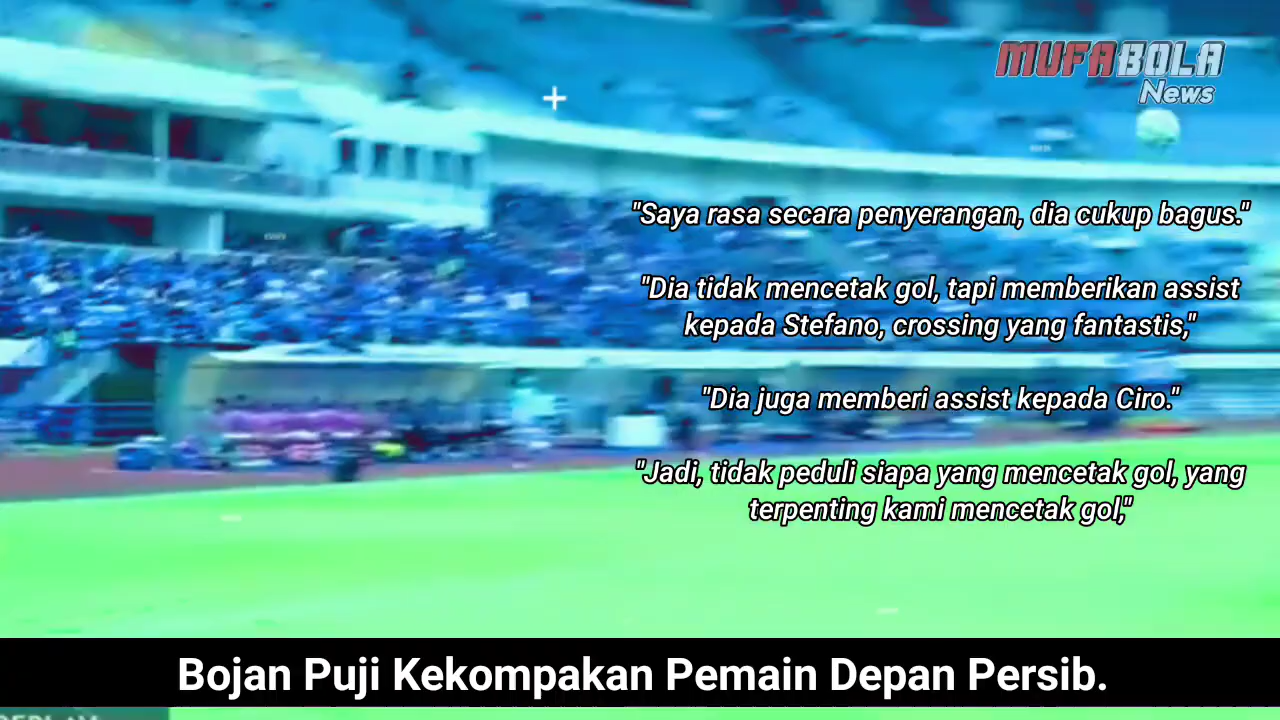 MUFABOLA
News
"Saya rasa secara penyerangan, dia cukup bagus."
"Dia tidak mencetak gol, tapi memberikan assist
kepada Stefano, crossing yang fantastis,"
"Dia juga memberi assist kepada Ciro."
"Jadi, tidak peduli siapa yang mencetak gol, yang
terpenting kami mencetak gol,"
Bojan Puji Kekompakan Pemain Depan Persib.